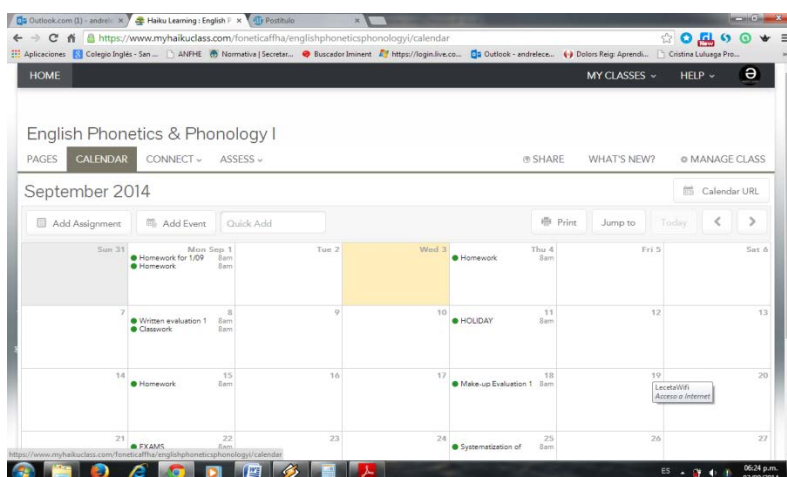 Outlook.com (1) - andrele
Haiku Learning : English P
Postítulo
https://www.myhaikuclass.com/foneticaffha/englishphoneticsphonologyi/calendar
Aplicaciones Colegio Inglés - San ... ANFHE Normativa | Secretar... Buscador Iminent https://login.live.co... Outlook - andrelece... Dolors Reig: Aprendi... Cristina Luluaga Pro...
HOME MY CLASSES HELP ə
English Phonetics & Phonology I
PAGES CALENDAR CONNECT ASSESS SHARE WHAT'S NEW? MANAGE CLASS
September 2014 Calendar URL
Add Assignment Add Event Quick Add Print Jump to Today
Sun 31 Mon Sep 1 Tue 2 Wed 3 Thu 4 Fri 5 Sat 6
Homework for 1/09 8am Homework 8am
Homework 8am
7 8 9 10 11 12 13
Written evaluation 1 8am HOLIDAY 8am
Classwork 8am
14 15 16 17 18 19 20
Homework 8am Make-up Evaluation 1 8am
LecetaWifi
Acceso a Internet
21 22 23 24 25 26 27
EXAMS 8am Systematization of 8am
https://www.myhaikuclass.com/foneticaffha/englishphoneticsphonologyi/calendar
ES 06:24 p.m.